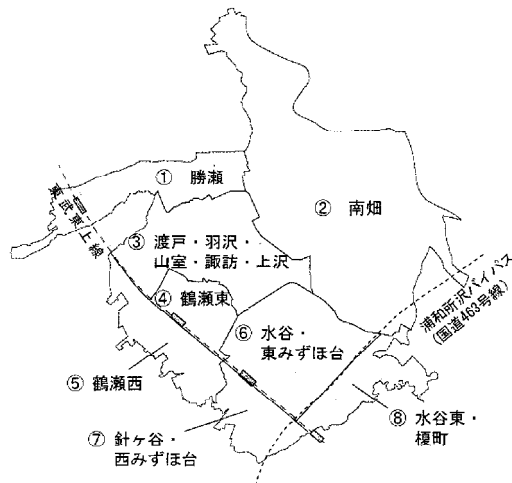 ① 勝瀬
② 南畑
東武東上線
③ 渡戸・羽沢・
山室・諏訪・上沢
④ 鶴瀬東
⑥ 水谷・
東みずほ台
浦和所沢バイパス
(国道463号線)
⑤ 鶴瀬西
⑦ 針ヶ谷・
西みずほ台
⑧ 水谷東・
榎町